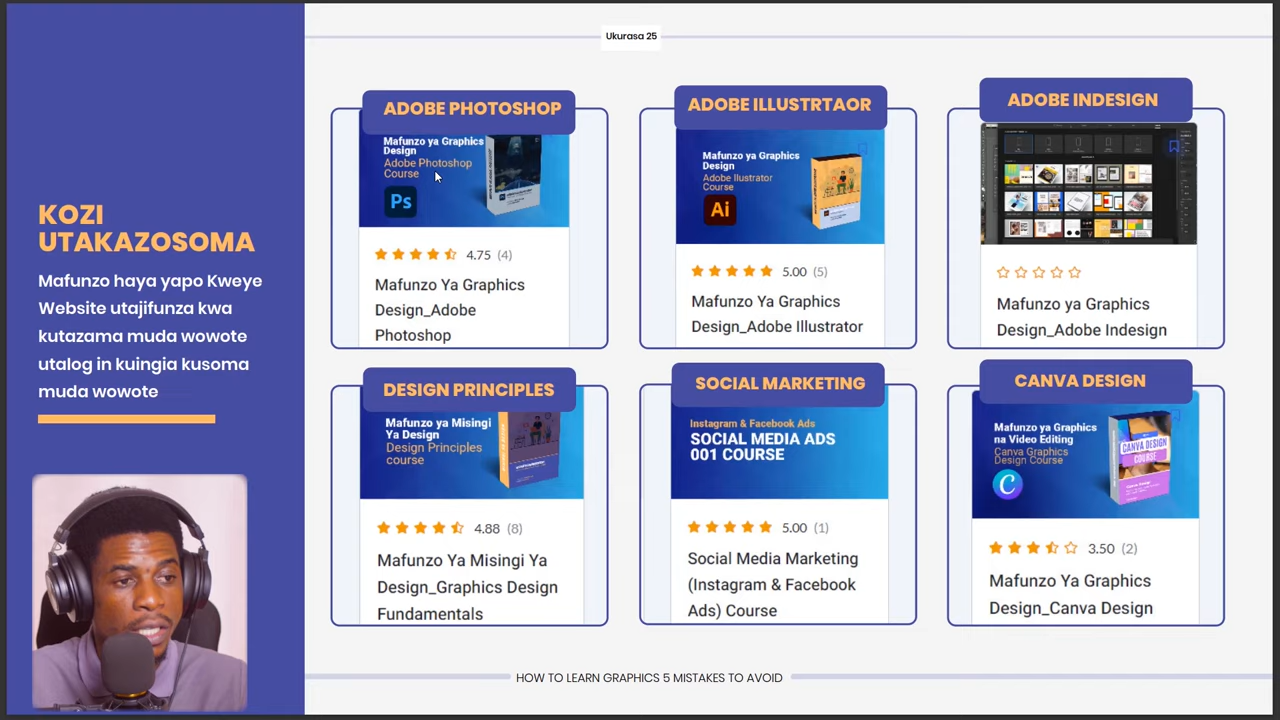 Ukurasa 25
KOZI
UTAKAZOSOMA
Mafunzo haya yapo Kweye
Website utajifunza kwa
kutazama muda wowote
utalog in kuingia kusoma
muda wowote
ADOBE PHOTOSHOP
Mafunzo ya Graphics
Design
Adobe Photoshop
Course
Ps
4.75 (4)
Mafunzo Ya Graphics
Design_Adobe
Photoshop
ADOBE ILLUSTRTAOR
Mafunzo ya Graphics
Design
Adobe Ilustrator
Course
Ai
5.00 (5)
Mafunzo Ya Graphics
Design_Adobe Illustrator
ADOBE INDESIGN
Mafunzo ya Graphics
Design_Adobe Indesign
DESIGN PRINCIPLES
Mafunzo ya Misingi
Ya Design
Design Principles
course
4.88 (8)
Mafunzo Ya Misingi Ya
Design_Graphics Design
Fundamentals
SOCIAL MARKETING
Instagram & Facebook Ads
SOCIAL MEDIA ADS
001 COURSE
5.00 (1)
Social Media Marketing
(Instagram & Facebook
Ads) Course
CANVA DESIGN
Mafunzo ya Graphics
na Video Editing
Canva Graphics
Design Course
C
CANVA DESIGN
COURSE
3.50 (2)
Mafunzo Ya Graphics
Design_Canva Design
HOW TO LEARN GRAPHICS 5 MISTAKES TO AVOID